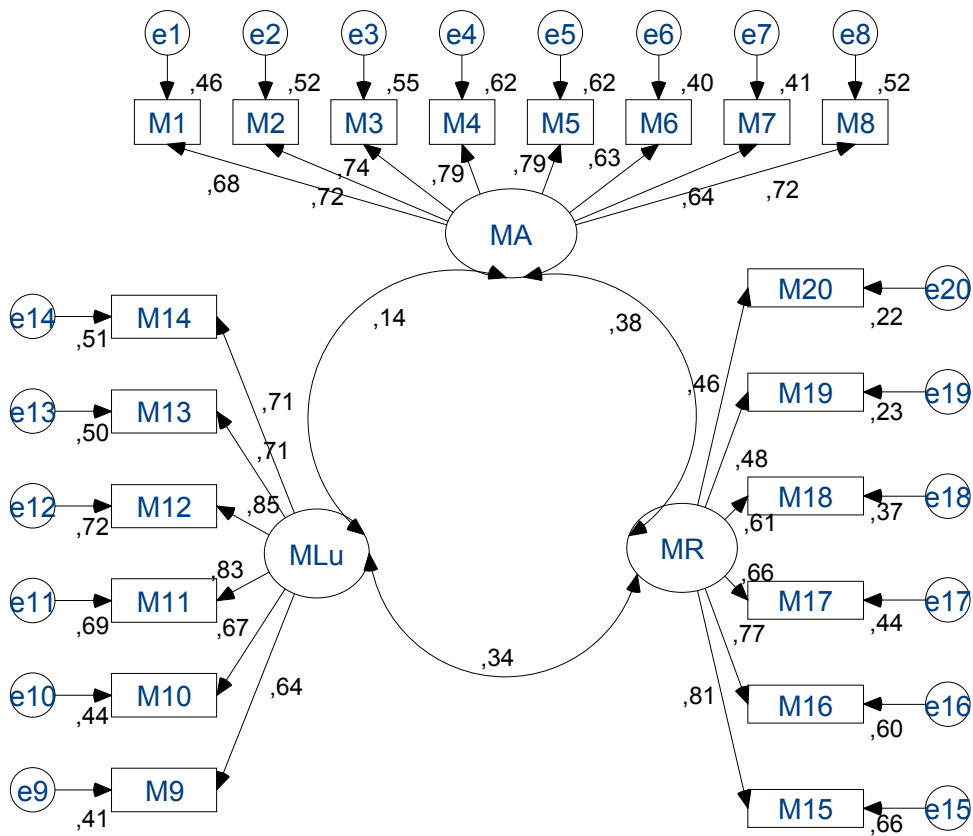 e1 e2 e3 e4 e5 e6 e7 e8
,46 ,52 ,55 ,62 ,62 ,40 ,41 ,52
M1 M2 M3 M4 M5 M6 M7 M8
,68 ,72 ,74 ,79 ,79 ,63 ,64 ,72
MA
,14 ,38
e14 M14
,51
,71
e13 M13
,50
,71
e12 M12
,72
,85
MLu
e11 M11
,69
,83
e10 M10
,44
,67
e9 M9
,41
,64
,34
M20 e20
,22
,46
M19 e19
,23
,48
M18 e18
,37
,61
MR
M17 e17
,44
,66
M16 e16
,60
,77
M15 e15
,66
,81